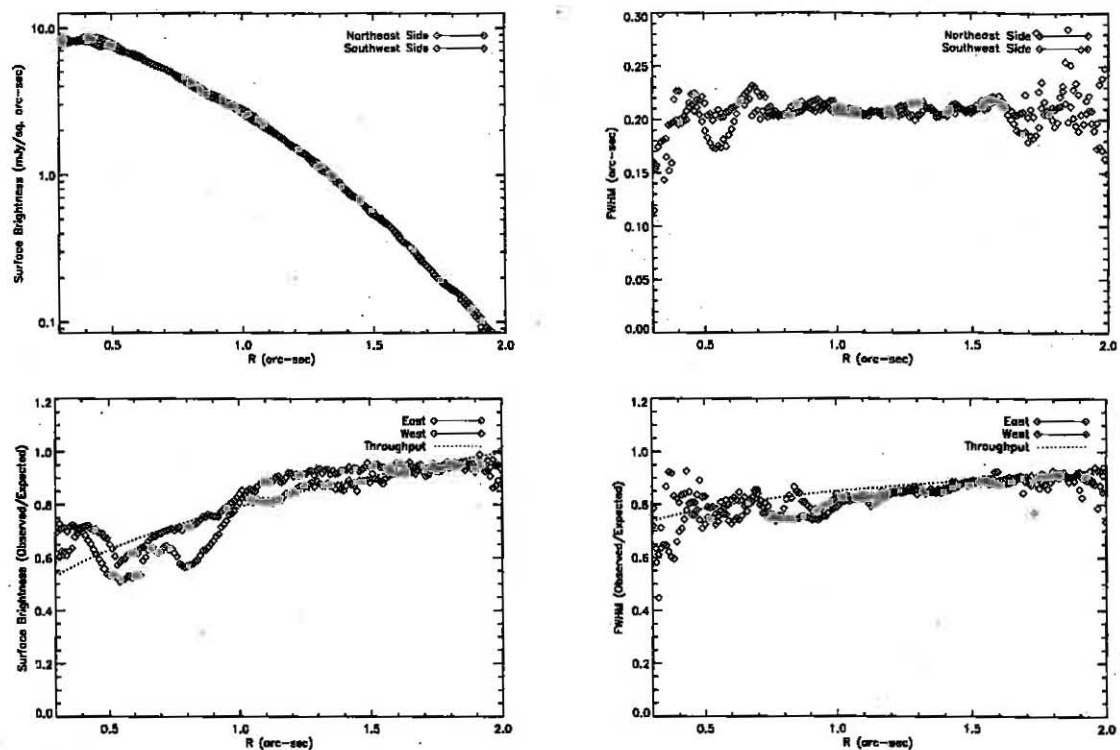 10.0
1.0
0.1
0.5
1.0
1.5
2.0
R (arc-sec)
Surface Brightness (mJy/sq. arc-sec)
Northeast Side
Southwest Side
0.30
0.25
0.20
0.15
0.10
0.05
0.00
0.5
1.0
1.5
2.0
R (arc-sec)
FWHM (arc-sec)
Northeast Side
Southwest Side
1.2
1.0
0.8
0.6
0.4
0.2
0.0
0.5
1.0
1.5
2.0
R (arc-sec)
Surface Brightness (Observed/Expected)
East
West
Throughput
1.2
1.0
0.8
0.6
0.4
0.2
0.0
0.5
1.0
1.5
2.0
R (arc-sec)
FWHM (Observed/Expected)
East
West
Throughput